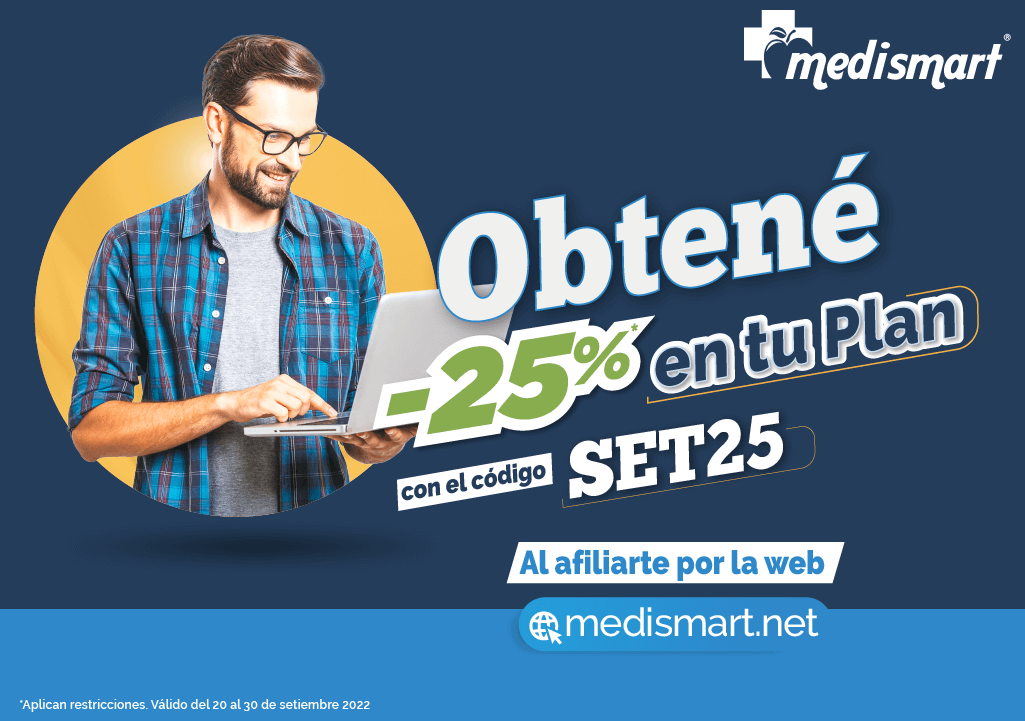 medismart®
Obtené
-25%* en tu Plan
con el código SET25
Al afiliarte por la web
medismart.net
*Aplican restricciones. Válido del 20 al 30 de setiembre 2022